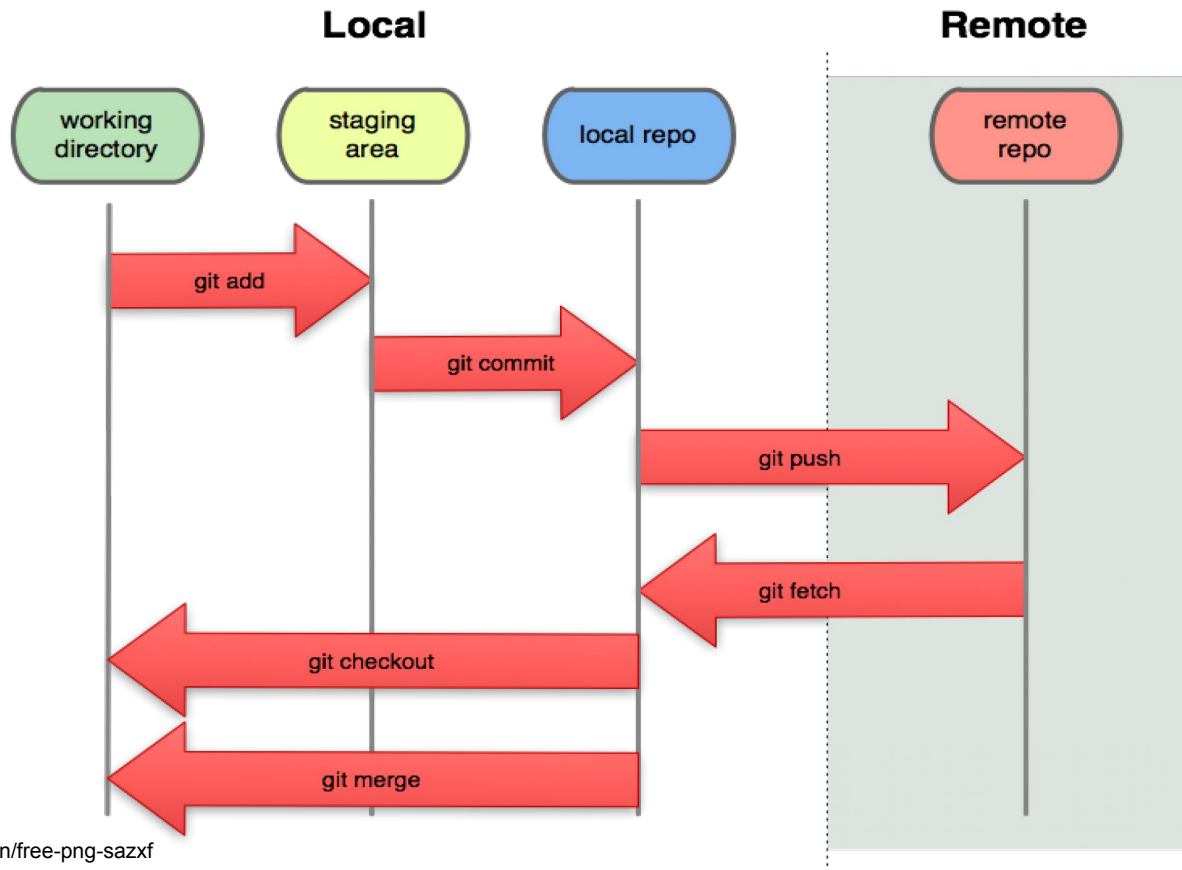 Local
Remote
working
directory
staging
area
local repo
remote
repo
git add
git commit
git push
git fetch
git checkout
git merge
n/free-png-sazxf